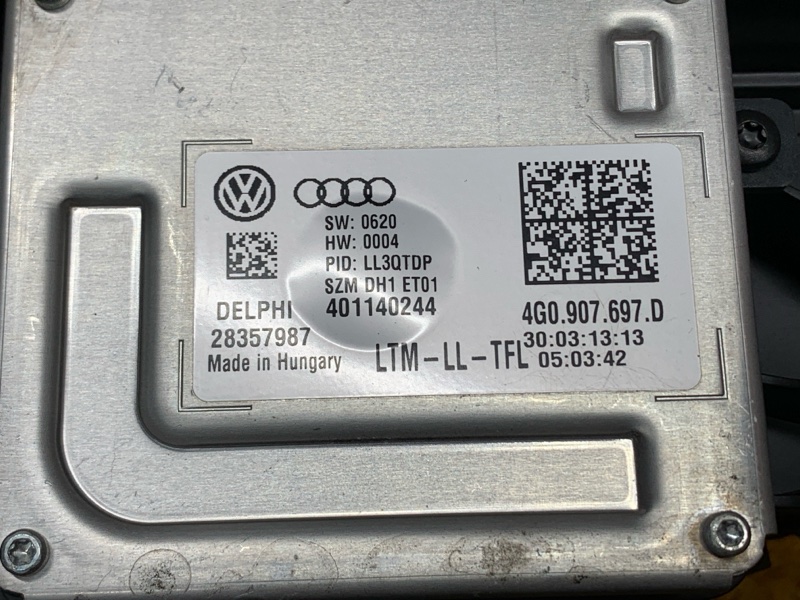 SW: 0620
HW: 0004
PID: LL3QTDP
SZM DH1 ET01
401140244
DELPHI
28357987
Made in Hungary
LTM-LL-TFL
4G0.907.697.D
30:03:13:13
05:03:42